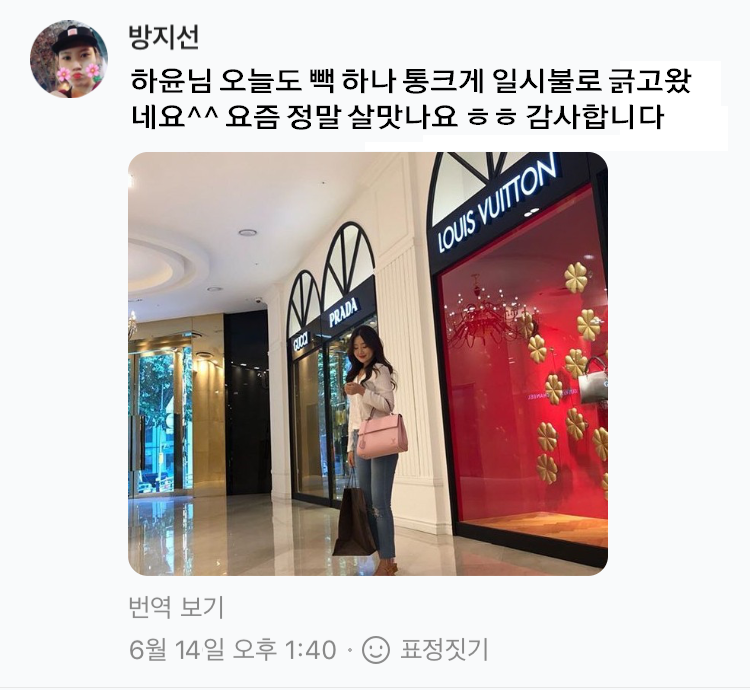 방지선
하윤님 오늘도 빽 하나 통크게 일시불로 긁고왔
네요^^ 요즘 정말 살맛나요 ㅎㅎ 감사합니다
LOUIS VUITTON
PRADA
GUCCI
번역 보기
6월 14일 오후 1:40 · 표정짓기